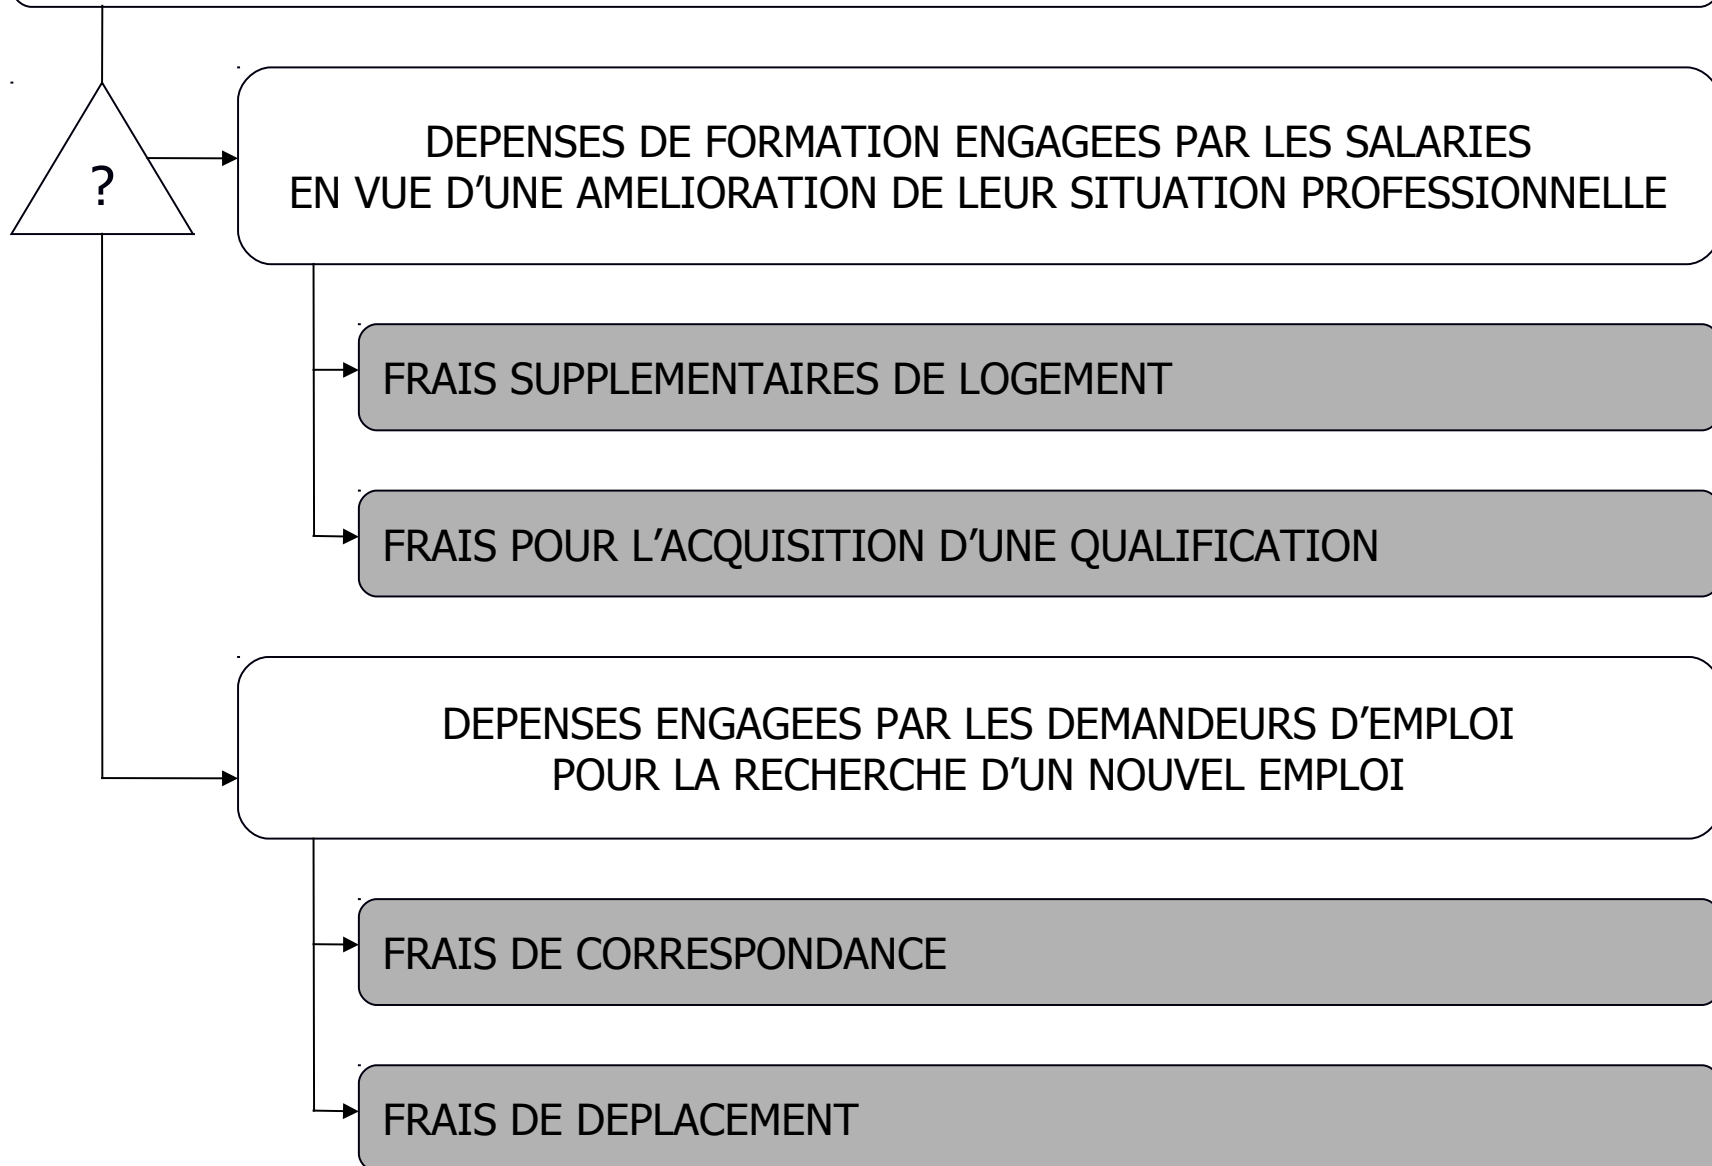 DEPENSES DE FORMATION ENGAGEES PAR LES SALARIES
EN VUE D’UNE AMELIORATION DE LEUR SITUATION PROFESSIONNELLE
?
FRAIS SUPPLEMENTAIRES DE LOGEMENT
FRAIS POUR L’ACQUISITION D’UNE QUALIFICATION
DEPENSES ENGAGEES PAR LES DEMANDEURS D’EMPLOI
POUR LA RECHERCHE D’UN NOUVEL EMPLOI
FRAIS DE CORRESPONDANCE
FRAIS DE DEPLACEMENT